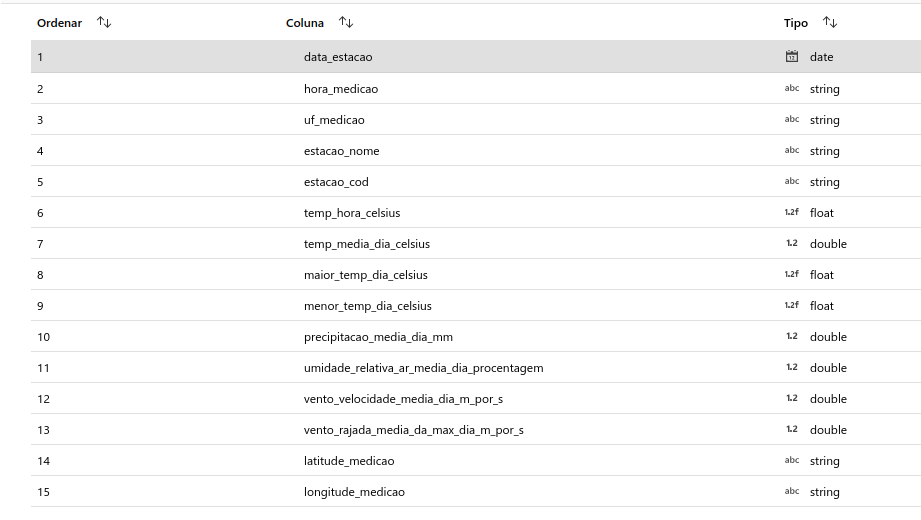 Ordenar Coluna Tipo
1 data_estacao 12 date
2 hora_medicao abc string
3 uf_medicao abc string
4 estacao_nome abc string
5 estacao_cod abc string
6 temp_hora_celsius 1.2f float
7 temp_media_dia_celsius 1.2 double
8 maior_temp_dia_celsius 1.2f float
9 menor_temp_dia_celsius 1.2f float
10 precipitacao_media_dia_mm 1.2 double
11 umidade_relativa_ar_media_dia_procentagem 1.2 double
12 vento_velocidade_media_dia_m_por_s 1.2 double
13 vento_rajada_media_da_max_dia_m_por_s 1.2 double
14 latitude_medicao abc string
15 longitude_medicao abc string